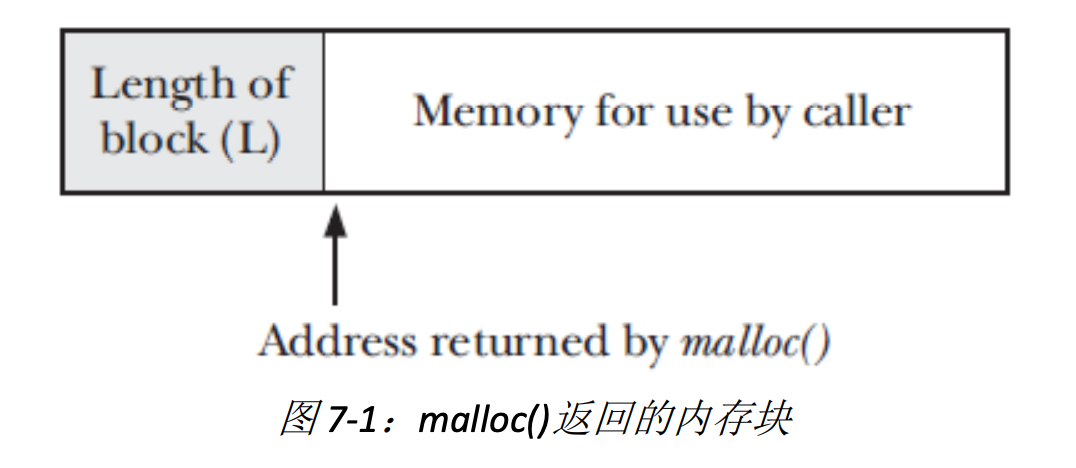 Length of
block (L)
Memory for use by caller
Address returned by malloc()
图 7-1：malloc()返回的内存块